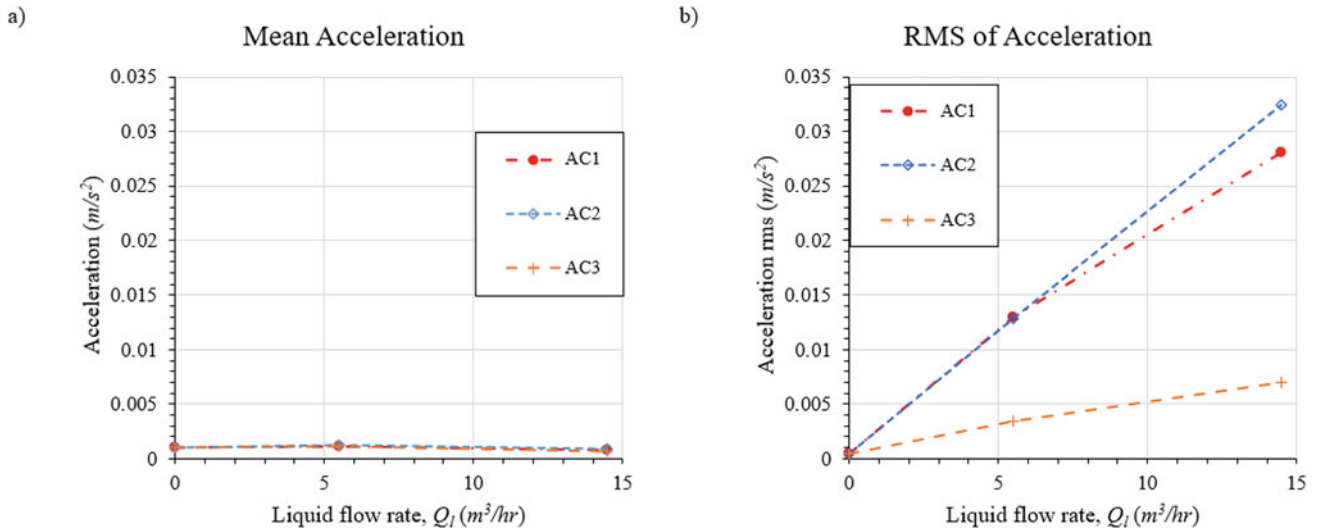 a)
Mean Acceleration
0.035
0.03
0.025
0.02
0.015
0.01
0.005
0
Acceleration (m/s²)
AC1
AC2
AC3
0 5 10 15
Liquid flow rate, Qₗ (m³/hr)
b)
RMS of Acceleration
0.035
0.03
0.025
0.02
0.015
0.01
0.005
0
Acceleration rms (m/s²)
AC1
AC2
AC3
0 5 10 15
Liquid flow rate, Qₗ (m³/hr)